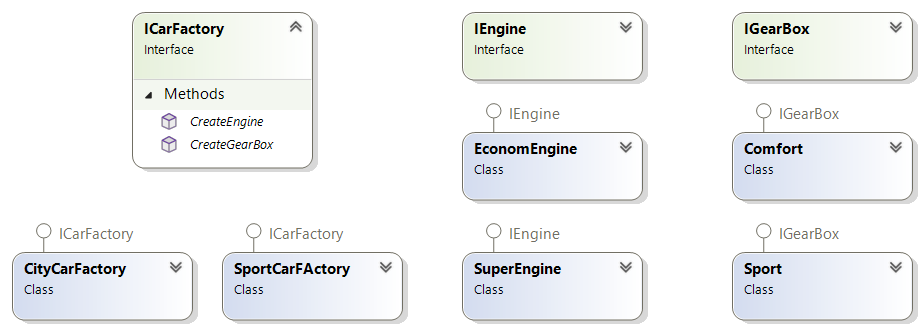 ICarFactory
Interface
Methods
CreateEngine
CreateGearBox
IEngine
Interface
IGearBox
Interface
IEngine
EconomEngine
Class
IGearBox
Comfort
Class
ICarFactory
CityCarFactory
Class
ICarFactory
SportCarFActory
Class
IEngine
SuperEngine
Class
IGearBox
Sport
Class